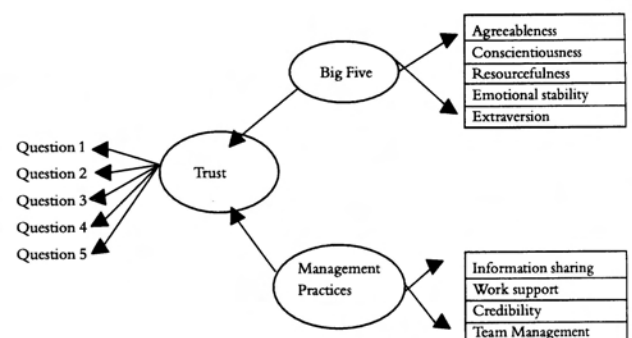 Big Five
Agreeableness
Conscientiousness
Resourcefulness
Emotional stability
Extraversion
Question 1
Question 2
Question 3
Question 4
Question 5
Trust
Management
Practices
Information sharing
Work support
Credibility
Team Management